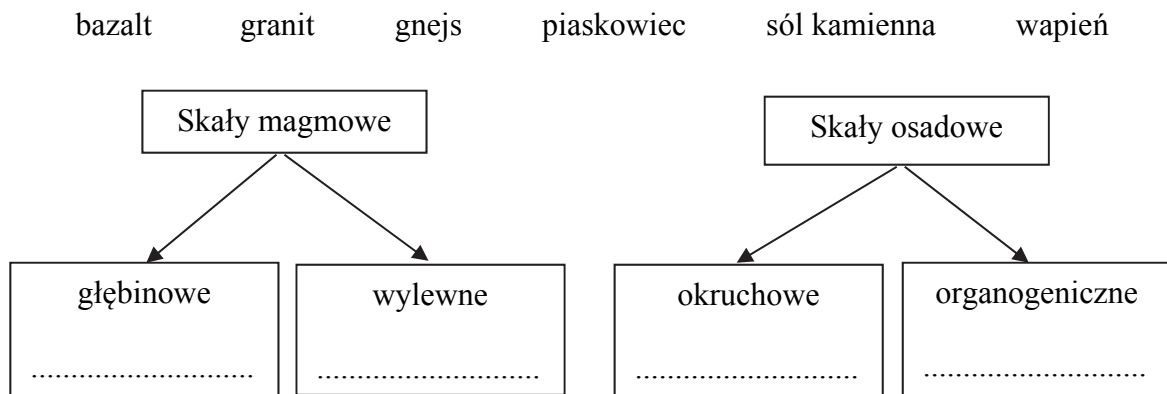 bazalt granit gnejs piaskowiec sól kamienna wapień
Skały magmowe Skały osadowe
głębinowe wylewne okruchowe organogeniczne
............................ ............................ ............................ ............................